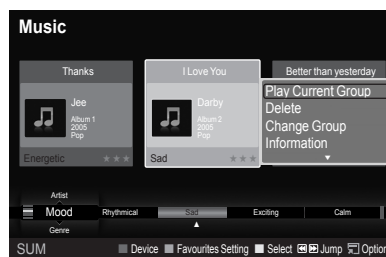 Music
Thanks
I Love You
Better than yesterday
Jee
Album 1
2005
Pop
Energetic
Darby
Album 2
2005
Pop
Sad
Play Current Group
Delete
Change Group
Information
Artist
Mood
Rhythmical
Sad
Exciting
Calm
Genre
SUM
Device
Favourites Setting
Select
Jump
Option